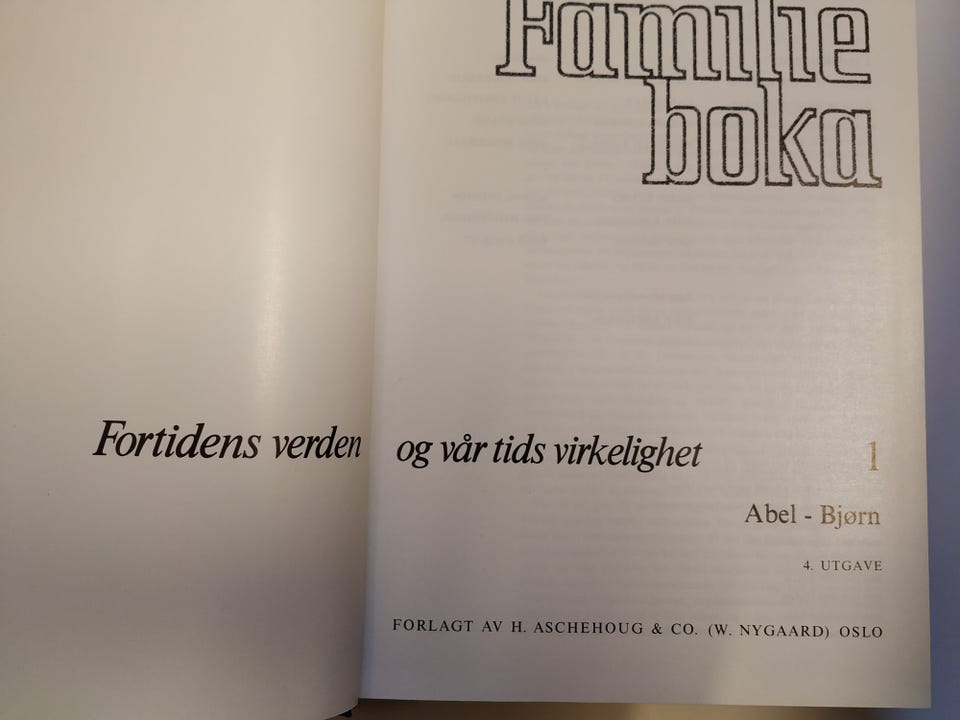 Familie
boka
Fortidens verden og vår tids virkelighet 1
Abel - Bjørn
4. UTGAVE
FORLAGT AV H. ASCHEHOUG & CO. (W. NYGAARD) OSLO